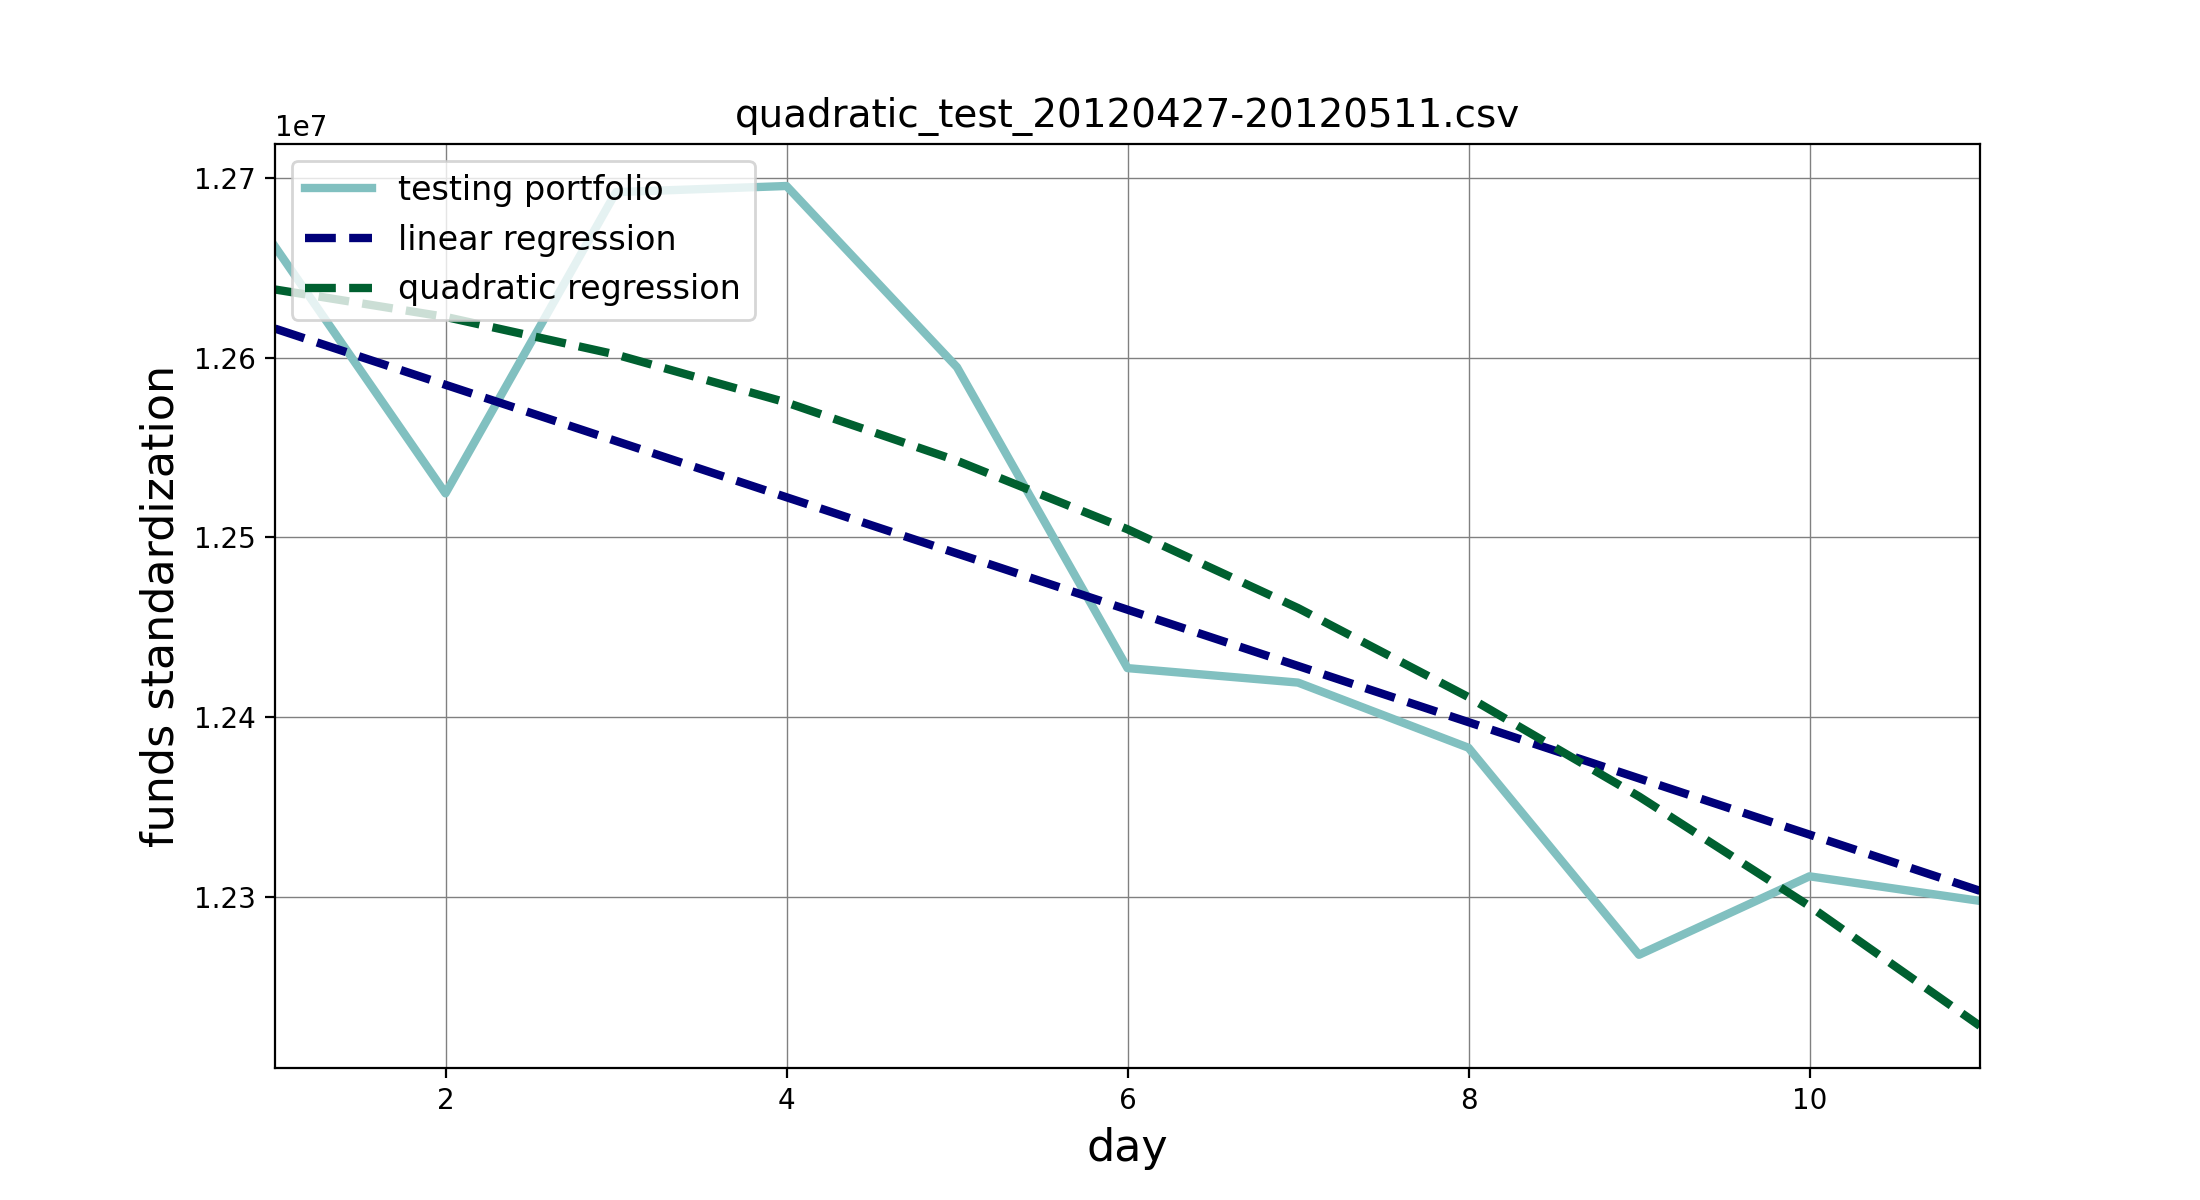 quadratic_test_20120427-20120511.csv
1e7
testing portfolio
linear regression
quadratic regression
1.27
1.26
1.25
1.24
1.23
funds standardization
2 4 6 8 10
day